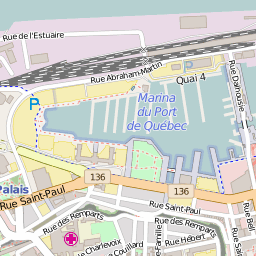 Rue de l'Estuaire
Rue Abraham-Martin
Quai 4
Rue Dalhousie
P
Marina
du Port
de Québec
136
136
Palais
Rue Saint-Paul
Rue Saint-Paul
Rue des Remparts
Rue des Remparts
Rue Hébert
Rue Charlevoix
Couillard